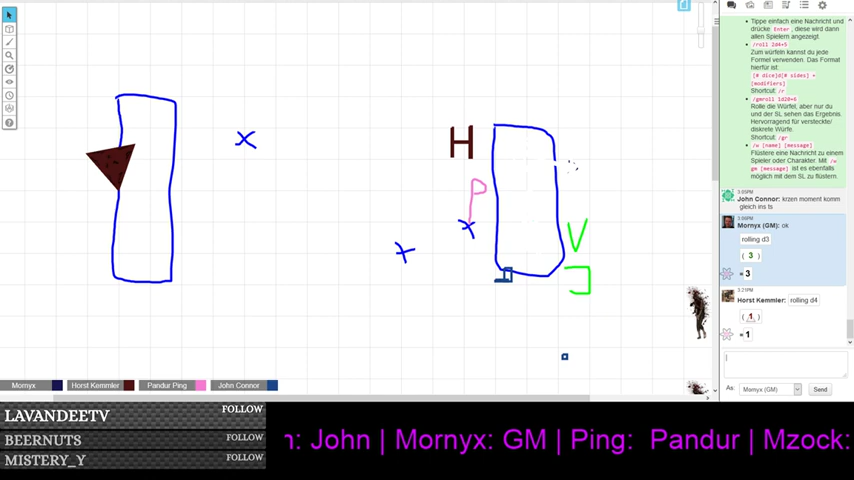 Tippe einfach eine Nachricht und
drücke Enter, diese wird dann
allen Spielern angezeigt
/roll 2d4+5
Zum würfeln kannst du jede
Formel verwenden. Das Format
hierfür ist:
[# dice]d[# sides] +
[modifiers]
Shortcut: /r
/gmroll 1d20+6
Rolle die Würfel, aber nur du
und der SL sehen das Ergebnis.
Hervorragend für versteckte/
diskrete Würfe.
Shortcut: /gr
/w [name] [message]
Flüstere eine Nachricht zu einem
Spieler oder Charakter. Mit /w
gm [message] ist es ebenfalls
möglich mit dem SL zu flüstern.
3:05PM
John Connor: krzen moment komm
gleich ins ts
3:06PM
Mornyx (GM): ok
rolling d3
( 3 )
= 3
3:21PM
Horst Kemmler: rolling d4
( 1 )
= 1
As Mornyx (GM) Send
H
P
V
J
x
x
x
Mornyx Horst Kemmler Pandur Ping John Connor
LAVANDEETV FOLLOW
BEERNUTS FOLLOW
MISTERY_Y FOLLOW
n: John | Mornyx: GM | Ping: Pandur | Mzock: